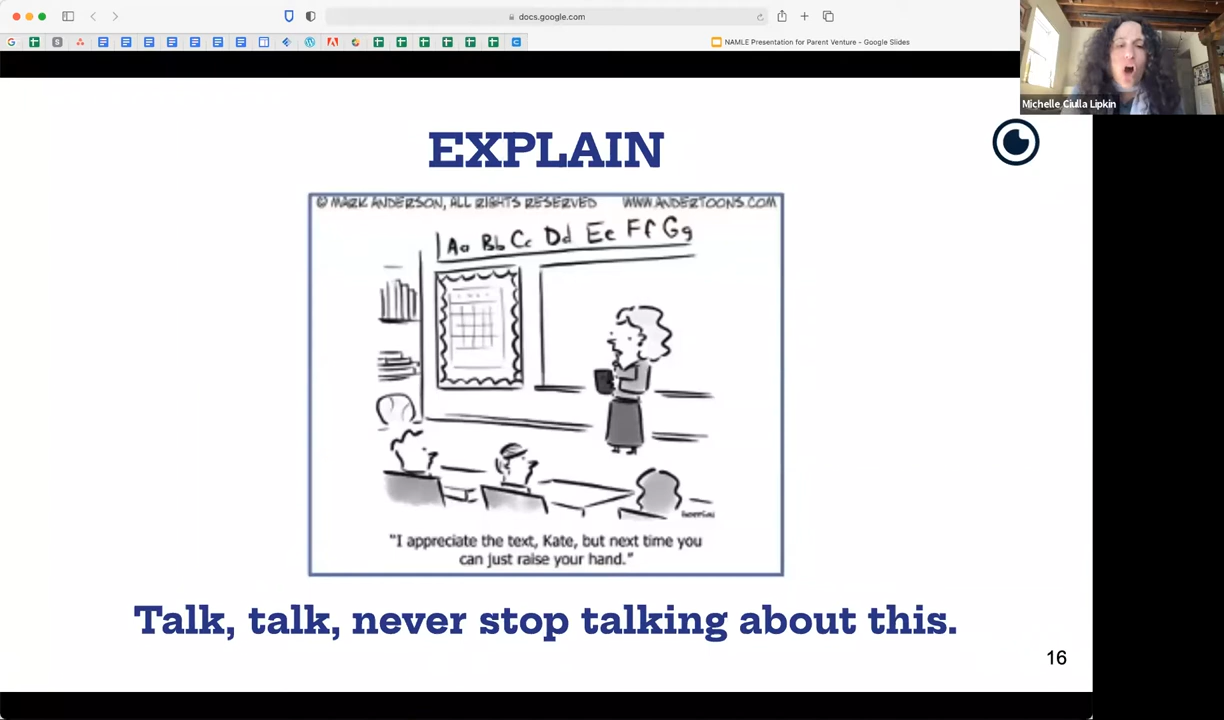 docs.google.com
NAMLE Presentation for Parent Venture - Google Slides
Michelle Ciulla Lipkin
EXPLAIN
© MARK ANDERSON, ALL RIGHTS RESERVED WWW.ANDERTOONS.COM
Aa Bb Cc Dd Ee Ff Gg
"I appreciate the text, Kate, but next time you
can just raise your hand."
Talk, talk, never stop talking about this.
16